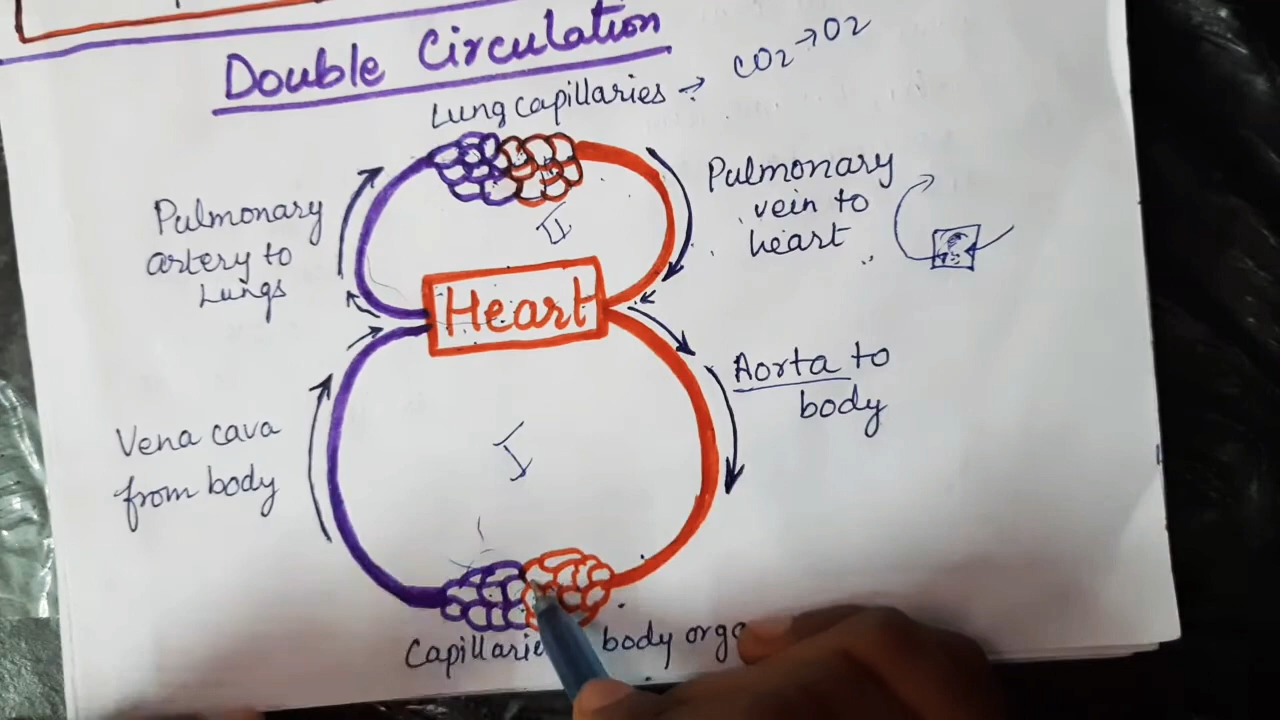 Double Circulation
Lung capillaries → CO2 → O2
Pulmonary
artery to
Lungs
Pulmonary
vein to
heart
II
Heart
Aorta to
body
Vena cava
from body
I
body